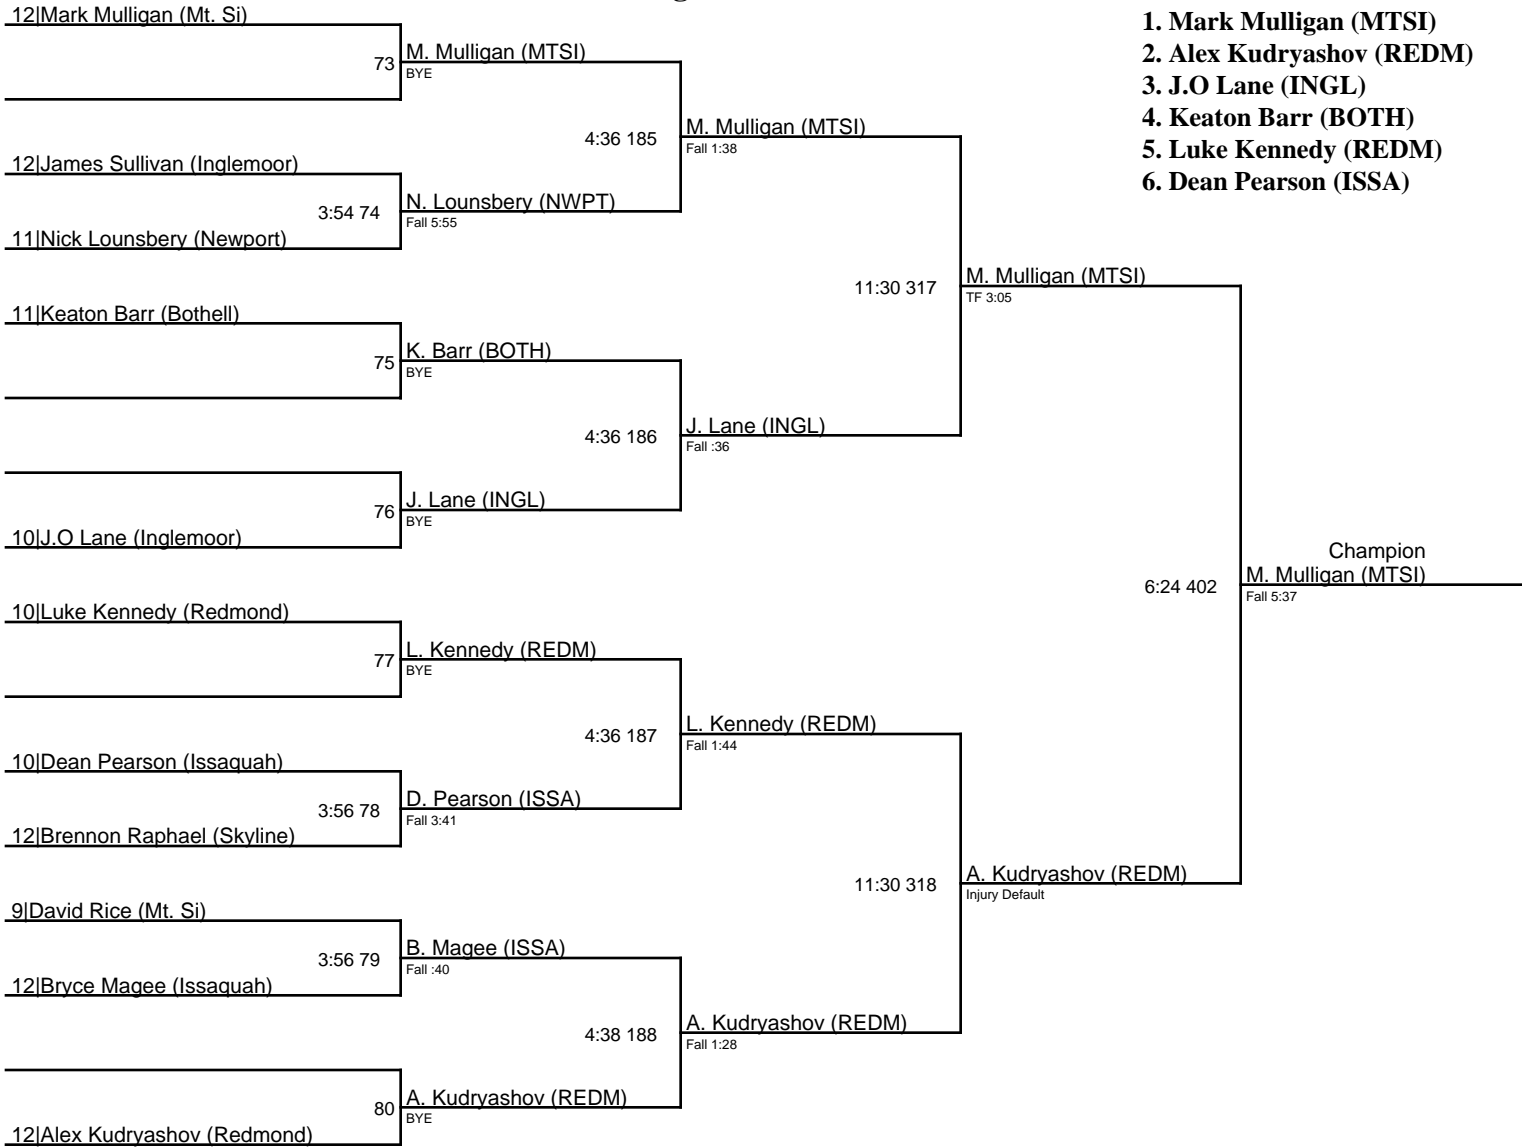 12|Mark Mulligan (Mt. Si)
73
M. Mulligan (MTSI)
BYE
4:36 185
M. Mulligan (MTSI)
Fall 1:38
12|James Sullivan (Inglemoor)
3:54 74
N. Lounsbery (NWPT)
Fall 5:55
11|Nick Lounsbery (Newport)
11:30 317
M. Mulligan (MTSI)
TF 3:05
11|Keaton Barr (Bothell)
75
K. Barr (BOTH)
BYE
4:36 186
J. Lane (INGL)
Fall :36
76
J. Lane (INGL)
BYE
10|J.O Lane (Inglemoor)
6:24 402
Champion
M. Mulligan (MTSI)
Fall 5:37
10|Luke Kennedy (Redmond)
77
L. Kennedy (REDM)
BYE
4:36 187
L. Kennedy (REDM)
Fall 1:44
10|Dean Pearson (Issaquah)
3:56 78
D. Pearson (ISSA)
Fall 3:41
12|Brennon Raphael (Skyline)
11:30 318
A. Kudryashov (REDM)
Injury Default
9|David Rice (Mt. Si)
3:56 79
B. Magee (ISSA)
Fall :40
12|Bryce Magee (Issaquah)
4:38 188
A. Kudryashov (REDM)
Fall 1:28
80
A. Kudryashov (REDM)
BYE
12|Alex Kudryashov (Redmond)
1. Mark Mulligan (MTSI)
2. Alex Kudryashov (REDM)
3. J.O Lane (INGL)
4. Keaton Barr (BOTH)
5. Luke Kennedy (REDM)
6. Dean Pearson (ISSA)